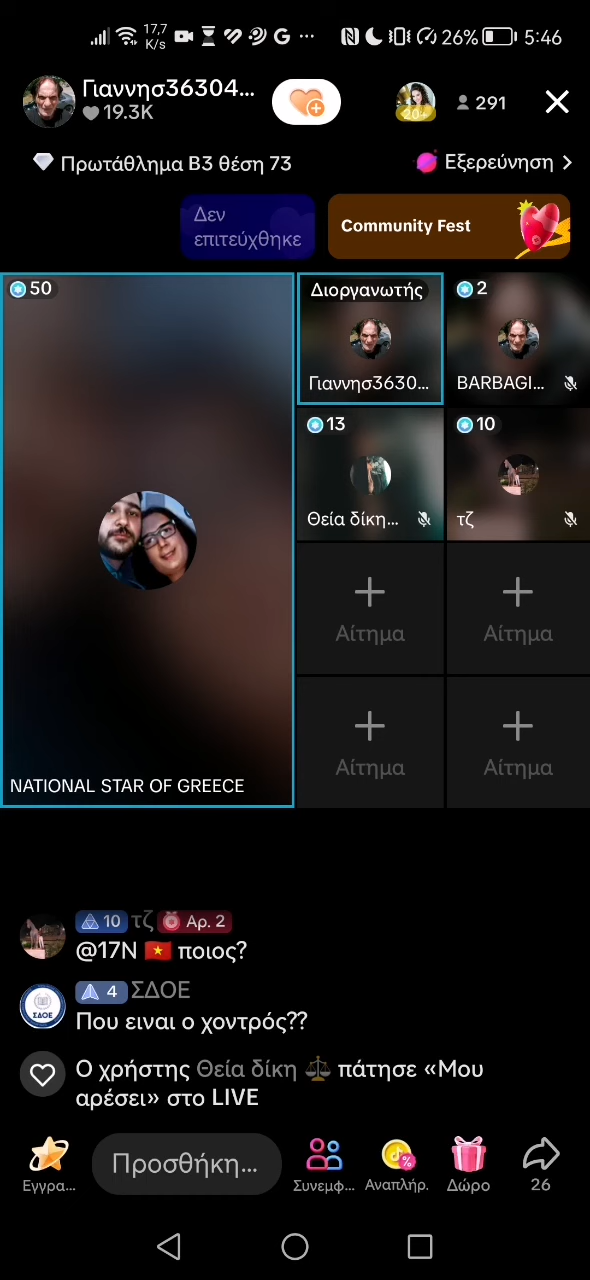 17,7
K/s
26%
5:46
Γιαννησ36304...
19.3K
20+
291
Πρωτάθλημα B3 θέση 73
Εξερεύνηση >
Δεν
επιτεύχθηκε
Community Fest
50
Διοργανωτής
2
Γιαννησ3630...
BARBAGI...
13
10
Θεία δίκη...
τζ
+
Αίτημα
+
Αίτημα
+
Αίτημα
+
Αίτημα
NATIONAL STAR OF GREECE
10 τζ Αρ. 2
@17N 🇻🇳 ποιος?
ΣΔΟΕ
4 ΣΔΟΕ
Που ειναι ο χοντρός??
Ο χρήστης Θεία δίκη ⚖️ πάτησε «Μου
αρέσει» στο LIVE
Προσθήκη...
Εγγρα...
Συνεμφ...
Αναπλήρ.
Δώρο
26